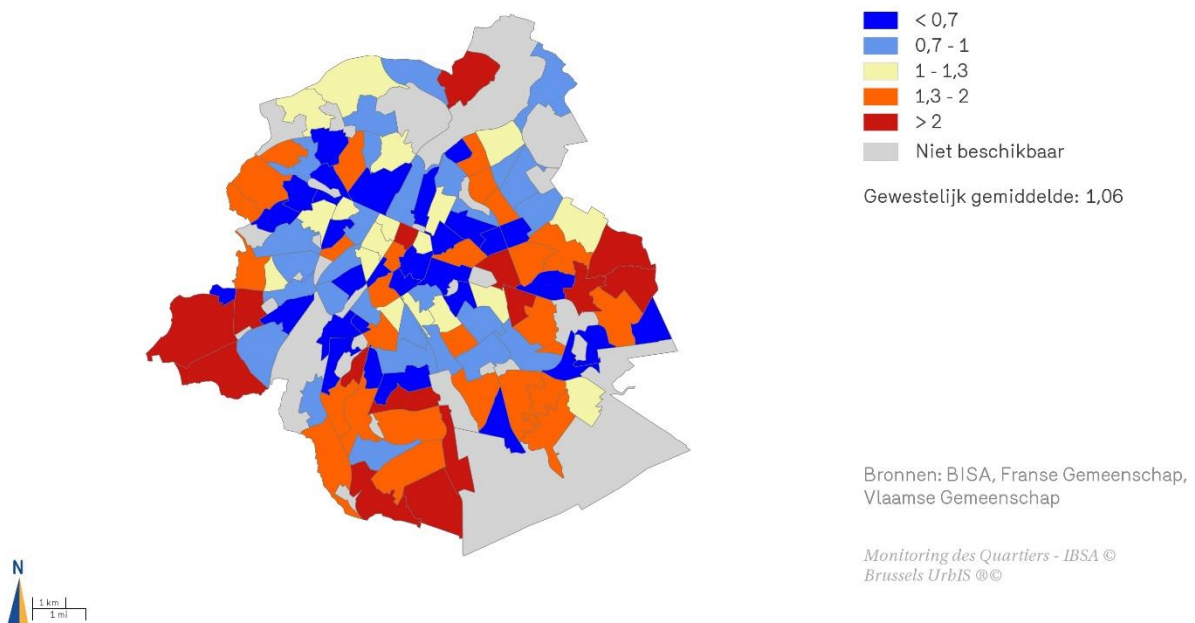 < 0,7
0,7 - 1
1 - 1,3
1,3 - 2
> 2
Niet beschikbaar
Gewestelijk gemiddelde: 1,06
Bronnen: BISA, Franse Gemeenschap,
Vlaamse Gemeenschap
Monitoring des Quartiers - IBSA ©
Brussels UrbIS ®©
N
1 km
1 mi